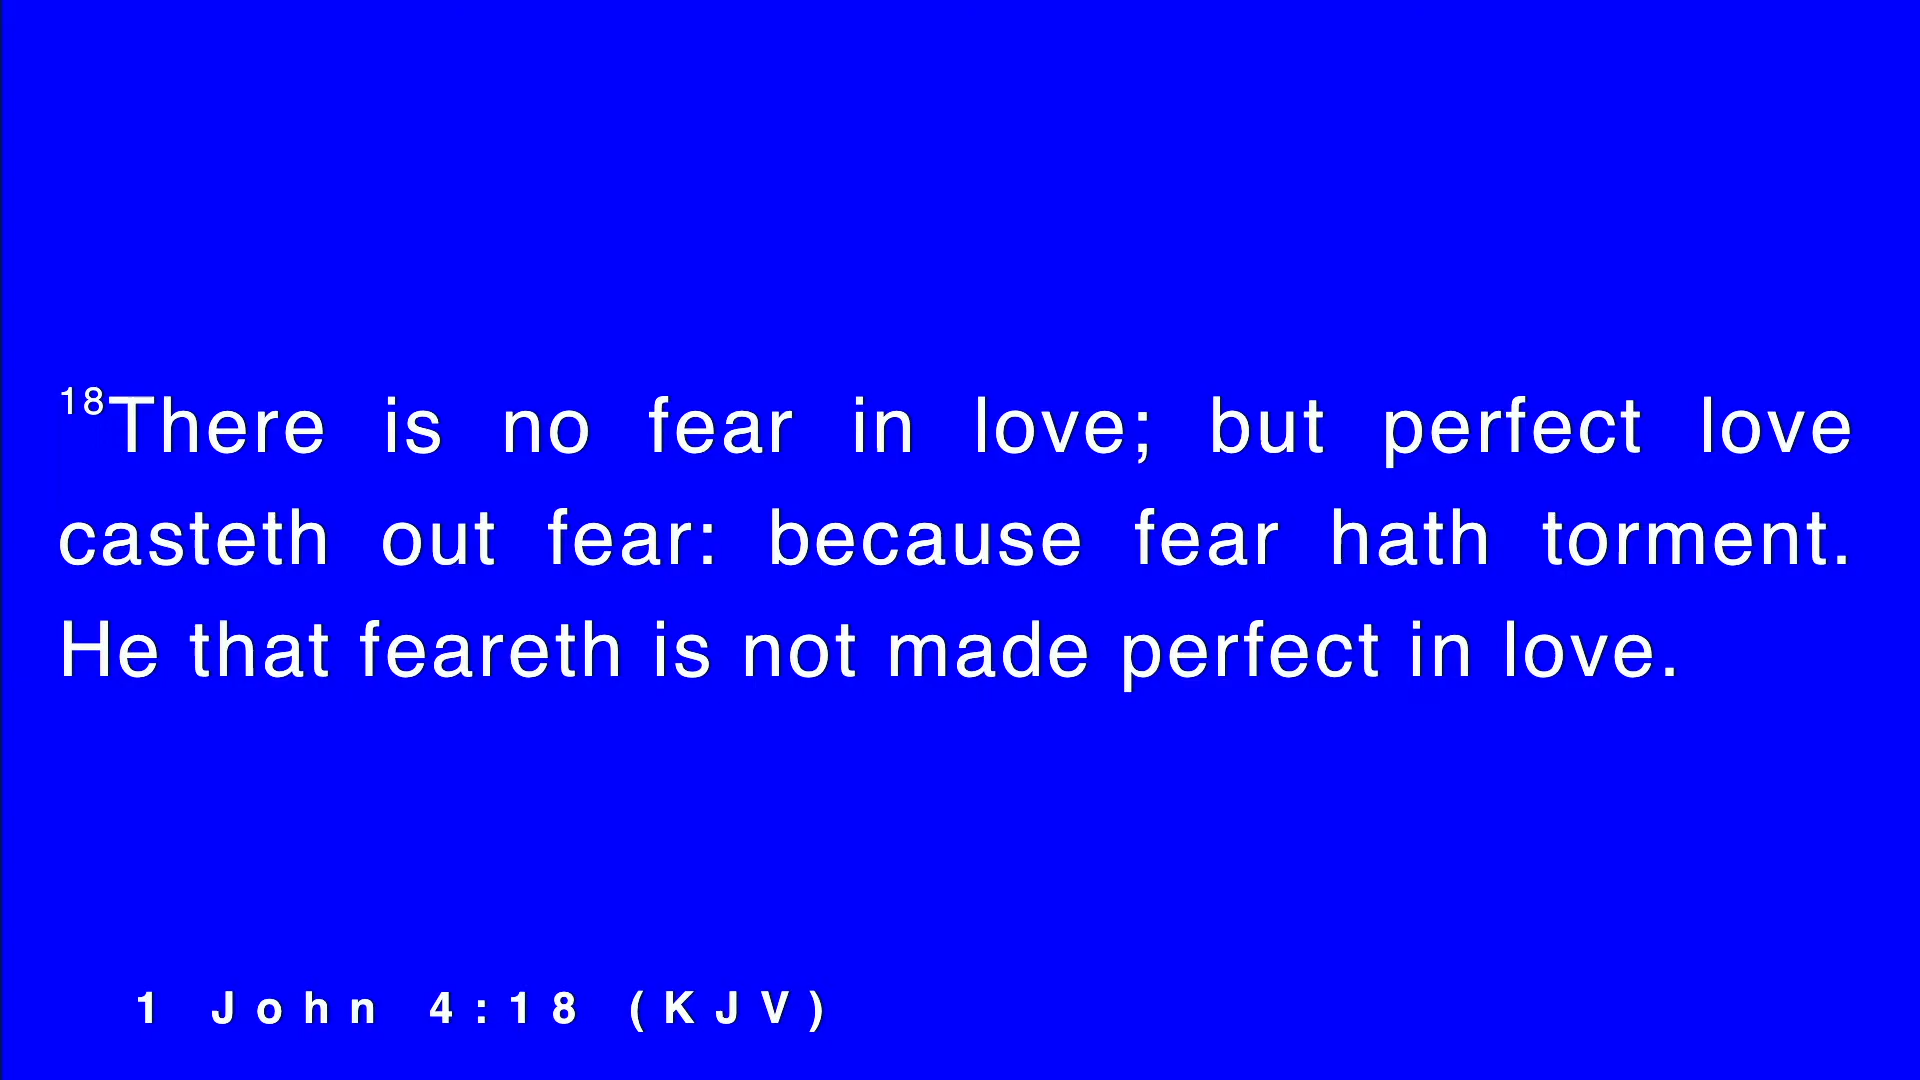 18There is no fear in love; but perfect love
casteth out fear: because fear hath torment.
He that feareth is not made perfect in love.
1 John 4:18 (KJV)